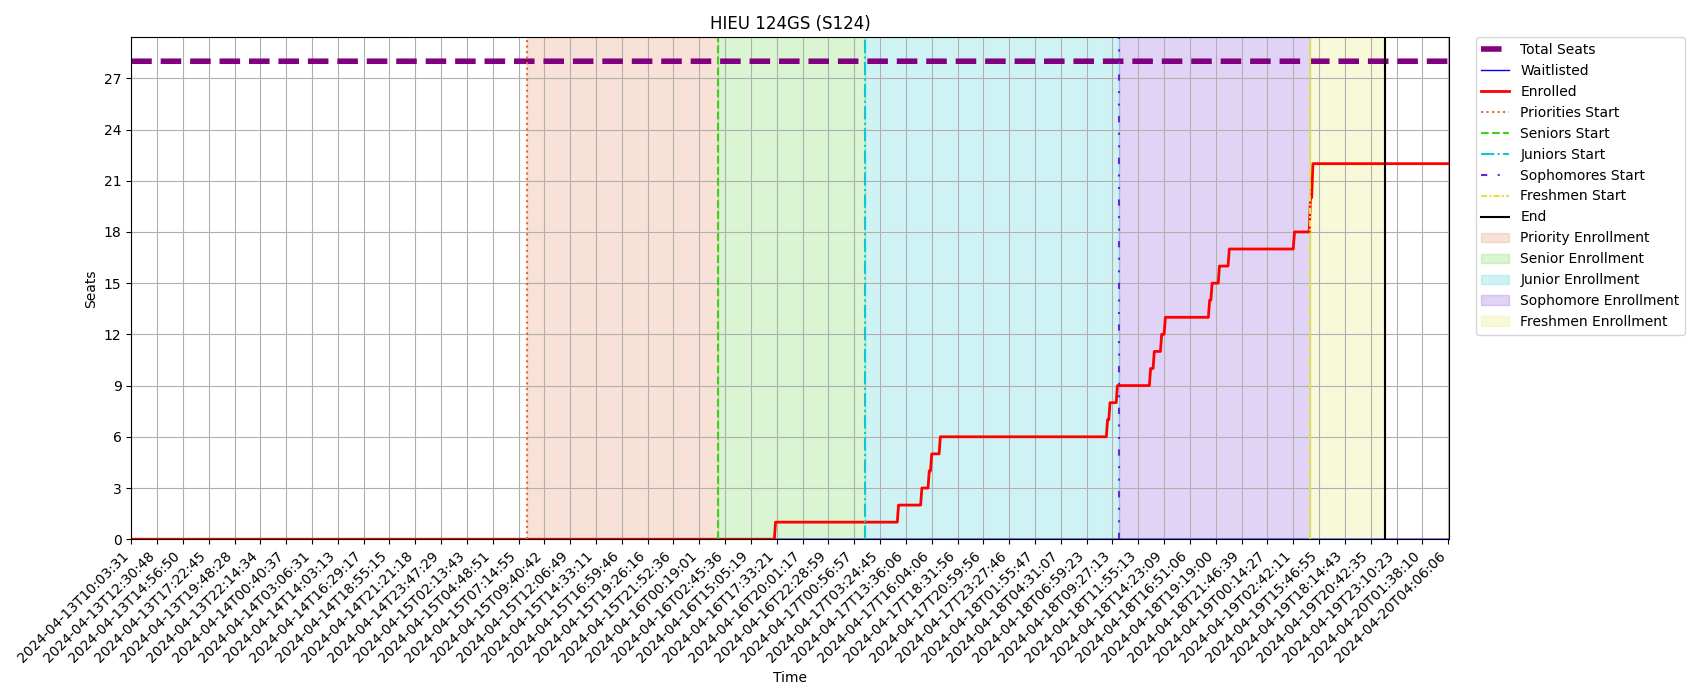 HIEU 124GS (S124)
Seats
27
24
21
18
15
12
9
6
3
0
2024-04-13T10:03:31
2024-04-13T12:30:48
2024-04-13T14:56:50
2024-04-13T17:22:45
2024-04-13T19:48:28
2024-04-13T22:14:34
2024-04-14T00:40:37
2024-04-14T03:06:31
2024-04-14T14:03:13
2024-04-14T16:29:17
2024-04-14T18:55:15
2024-04-14T21:21:18
2024-04-14T23:47:29
2024-04-15T02:13:43
2024-04-15T04:48:51
2024-04-15T07:14:55
2024-04-15T09:40:42
2024-04-15T12:06:49
2024-04-15T14:33:11
2024-04-15T16:59:46
2024-04-15T19:26:16
2024-04-15T21:52:36
2024-04-16T00:19:01
2024-04-16T02:45:36
2024-04-16T15:05:19
2024-04-16T17:33:21
2024-04-16T20:01:17
2024-04-16T22:28:59
2024-04-17T00:56:57
2024-04-17T03:24:45
2024-04-17T13:36:06
2024-04-17T16:04:06
2024-04-17T18:31:56
2024-04-17T20:59:56
2024-04-17T23:27:46
2024-04-18T01:55:47
2024-04-18T04:31:07
2024-04-18T06:59:23
2024-04-18T09:27:13
2024-04-18T11:55:13
2024-04-18T14:23:09
2024-04-18T16:51:06
2024-04-18T19:19:00
2024-04-18T21:46:39
2024-04-19T00:14:27
2024-04-19T02:42:11
2024-04-19T15:46:55
2024-04-19T18:14:43
2024-04-19T20:42:35
2024-04-19T23:10:23
2024-04-20T01:38:10
2024-04-20T04:06:06
Time
Total Seats
Waitlisted
Enrolled
Priorities Start
Seniors Start
Juniors Start
Sophomores Start
Freshmen Start
End
Priority Enrollment
Senior Enrollment
Junior Enrollment
Sophomore Enrollment
Freshmen Enrollment